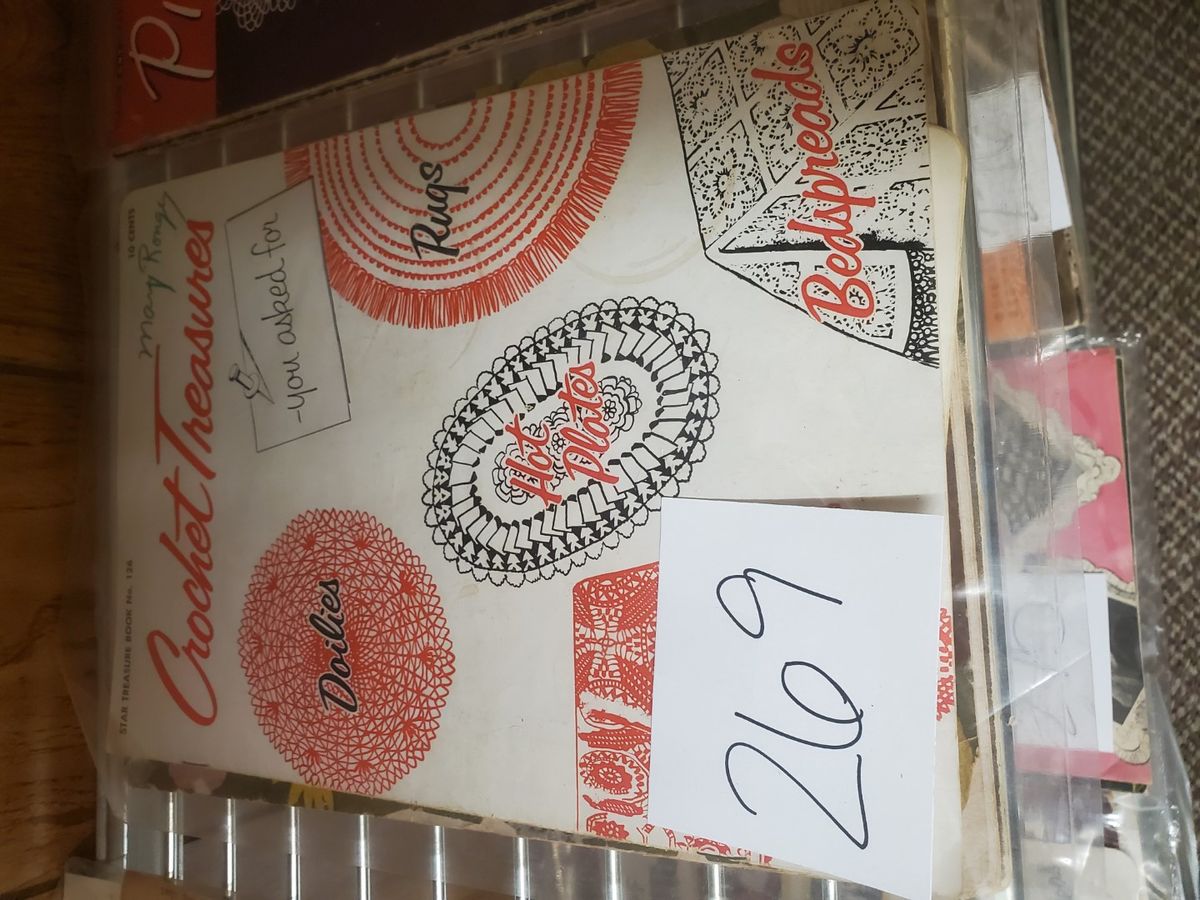 STAR TREASURE BOOK No. 126
10 CENTS
Mary Rongy
Crochet Treasures
-you asked for
Doilies
Rugs
Hot
Plates
Bedspreads
269